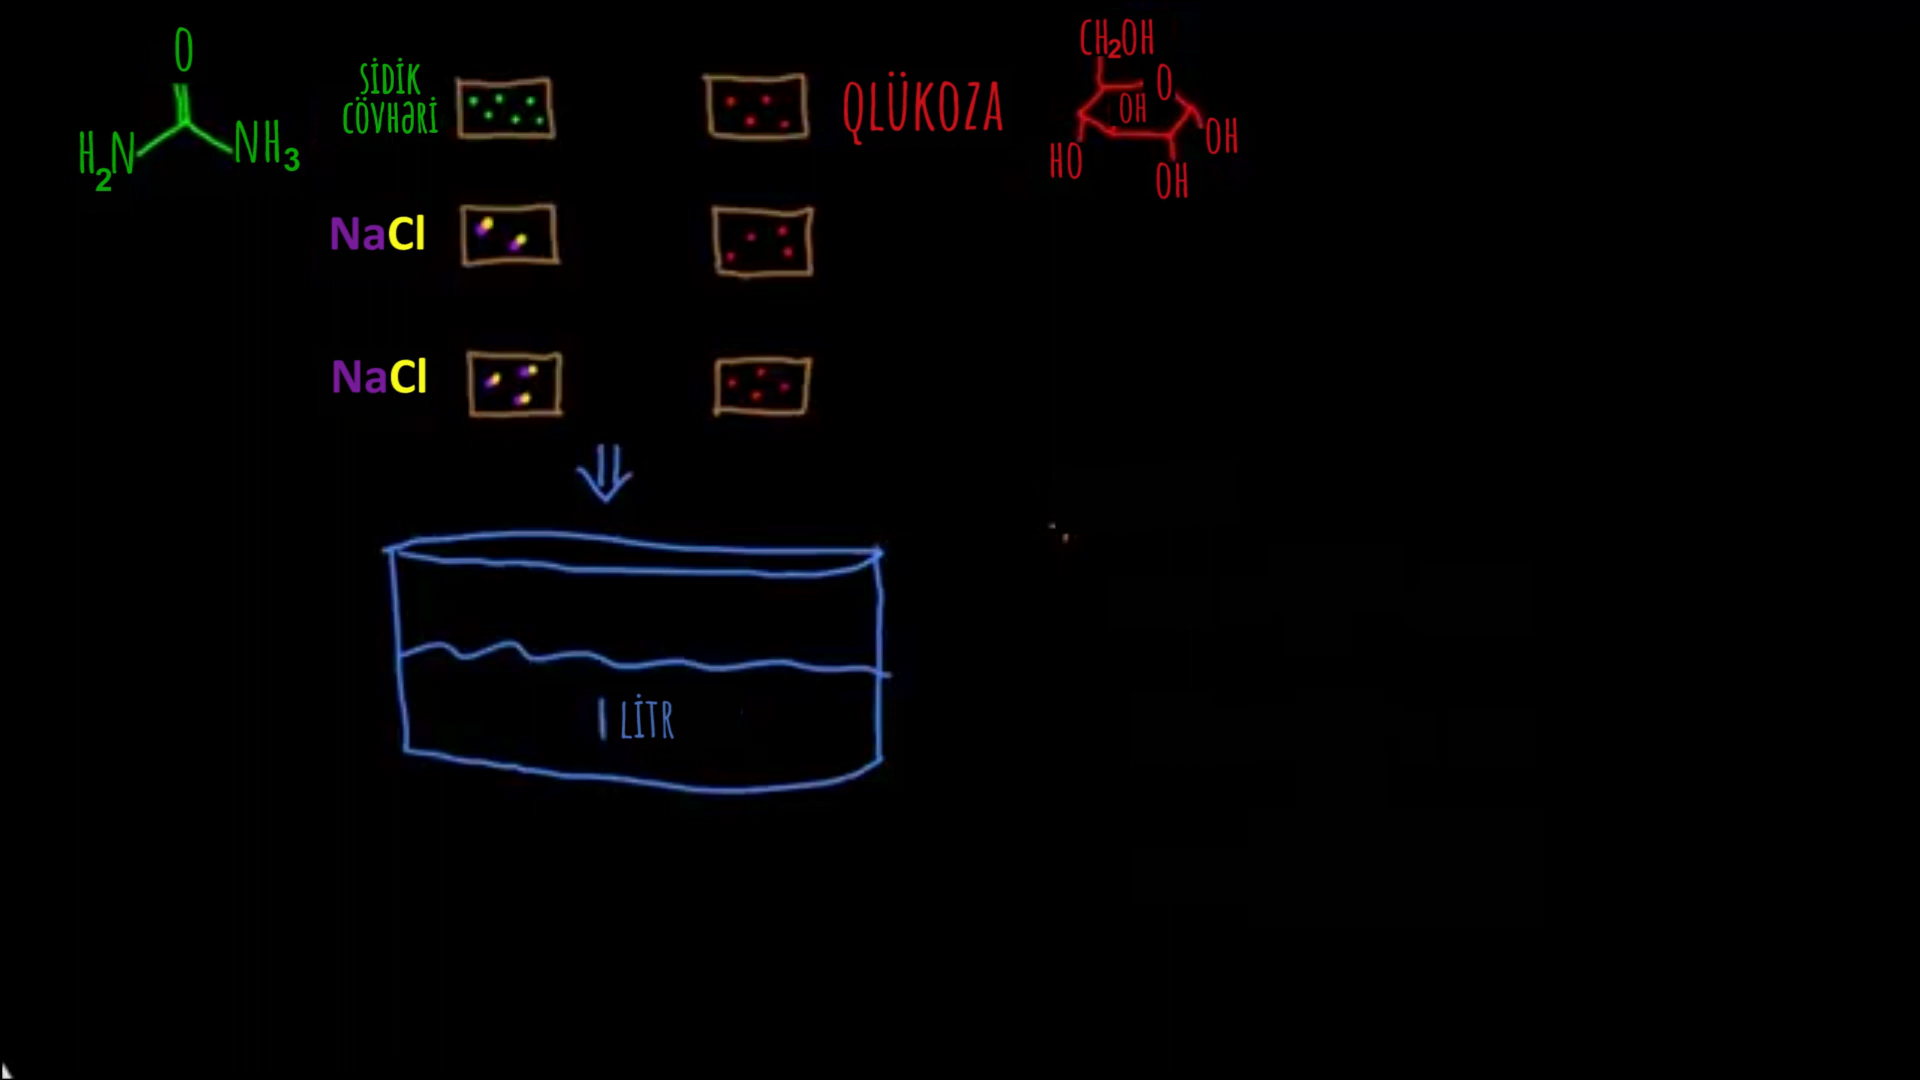 O
H₂N
NH₃
SİDİK
CÖVHƏRİ
QLÜKOZA
CH₂OH
O
OH
OH
HO
OH
NaCl
NaCl
1 LİTR